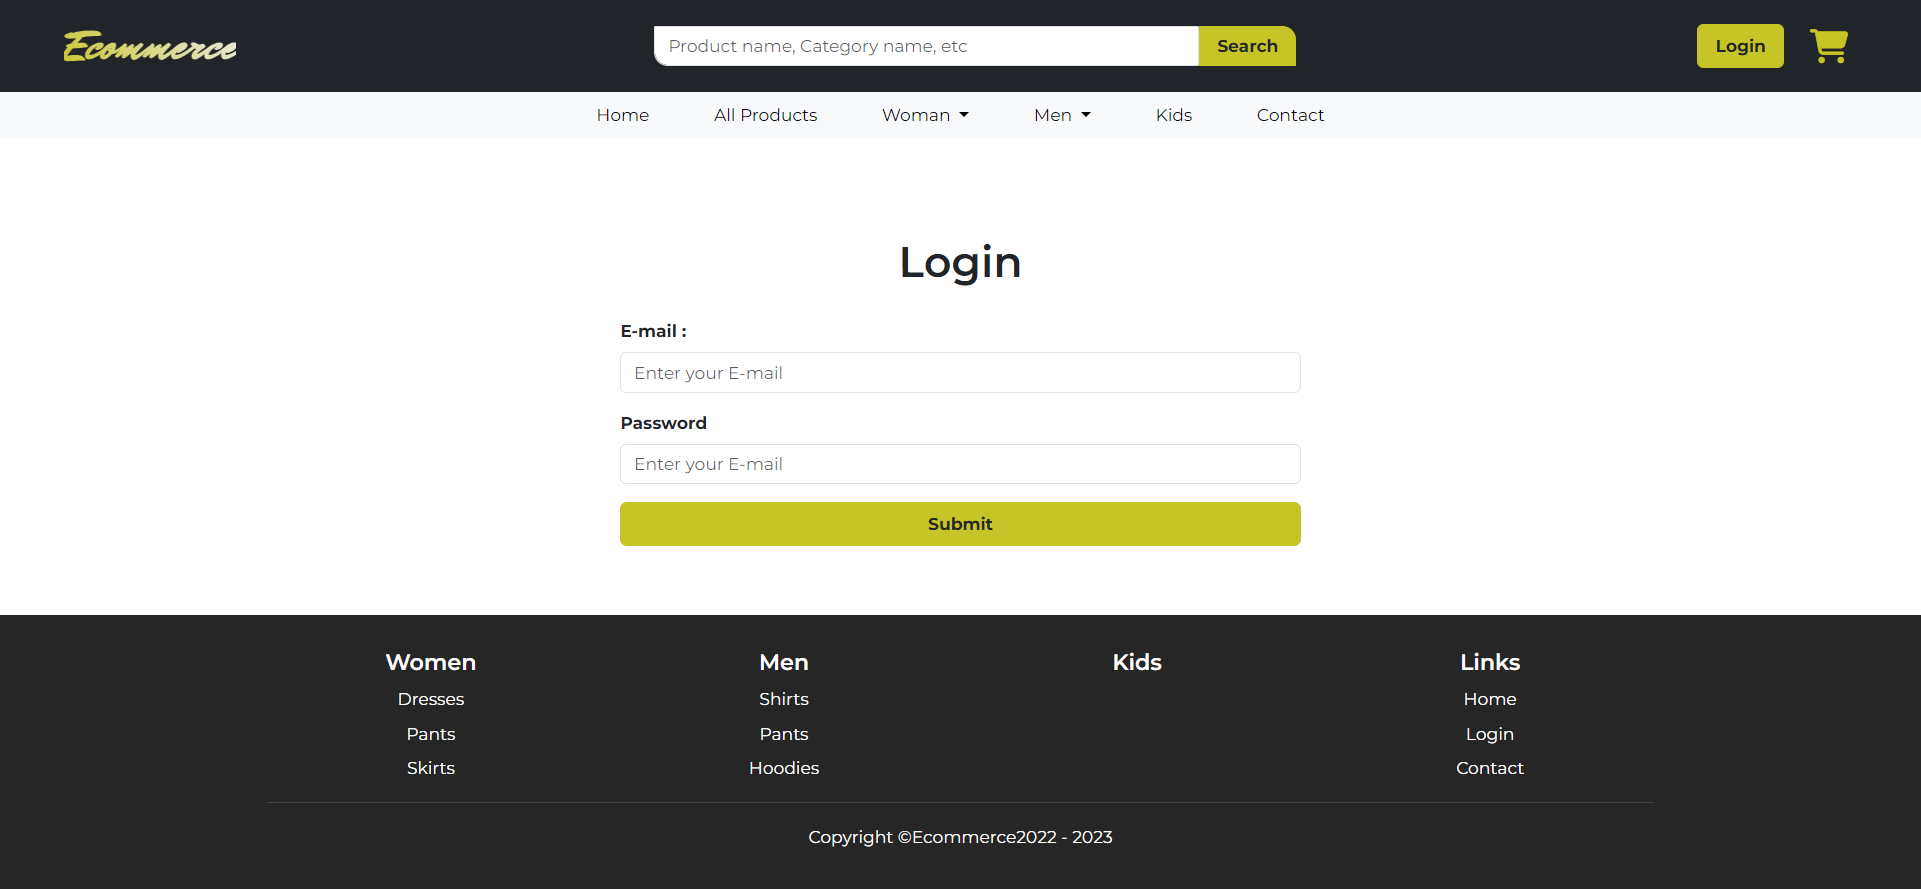 Ecommerce
Product name, Category name, etc
Search
Login
Home
All Products
Woman
Men
Kids
Contact
Login
E-mail :
Enter your E-mail
Password
Enter your E-mail
Submit
Women
Dresses
Pants
Skirts
Men
Shirts
Pants
Hoodies
Kids
Links
Home
Login
Contact
Copyright ©Ecommerce2022 - 2023